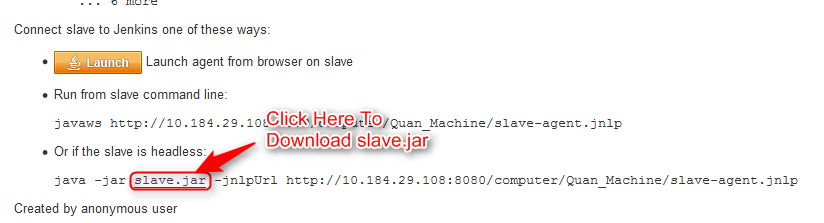 ... 6 more
Connect slave to Jenkins one of these ways:
Launch Launch agent from browser on slave
Run from slave command line:
javaws http://10.184.29.108 /computer/Quan_Machine/slave-agent.jnlp
Click Here To
Download slave.jar
Or if the slave is headless:
java -jar slave.jar -jnlpUrl http://10.184.29.108:8080/computer/Quan_Machine/slave-agent.jnlp
Created by anonymous user